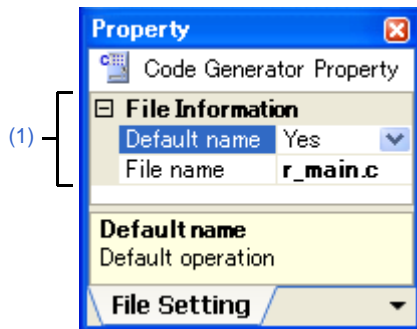 Property
Code Generator Property
(1)
File Information
Default name Yes
File name r_main.c
Default name
Default operation
File Setting